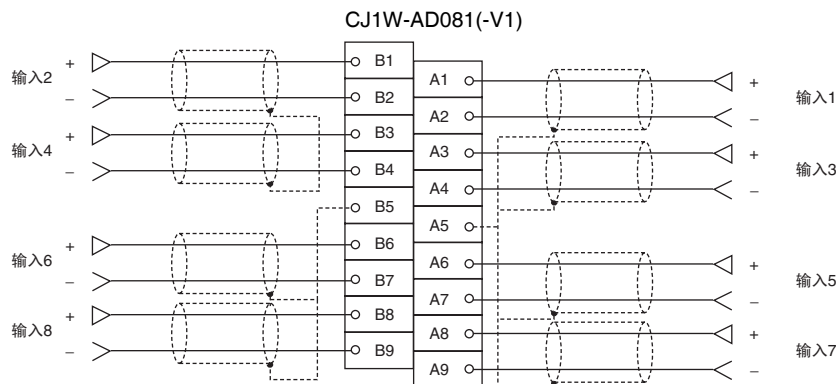 CJ1W-AD081(-V1)
输入2
+
–
B1
B2
输入4
+
–
B3
B4
B5
输入6
+
–
B6
B7
输入8
+
–
B8
B9
A1
A2
+
–
输入1
A3
A4
+
–
输入3
A5
A6
A7
+
–
输入5
A8
A9
+
–
输入7